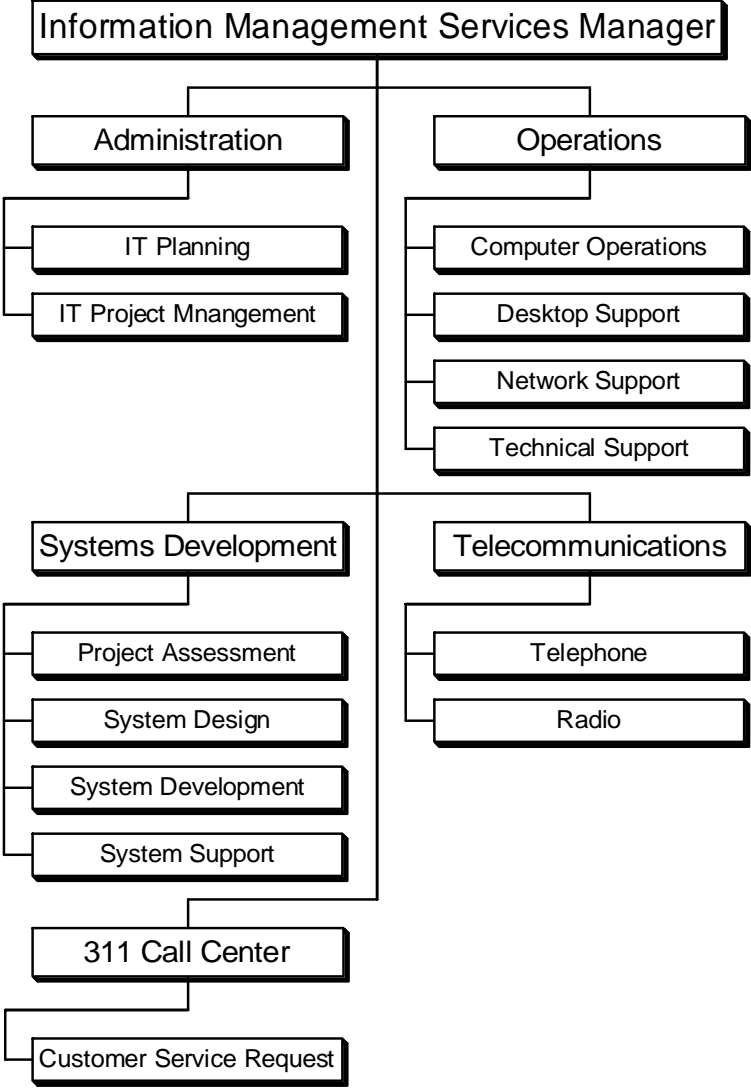 Information Management Services Manager
Administration
IT Planning
IT Project Mnangement
Operations
Computer Operations
Desktop Support
Network Support
Technical Support
Systems Development
Project Assessment
System Design
System Development
System Support
Telecommunications
Telephone
Radio
311 Call Center
Customer Service Request